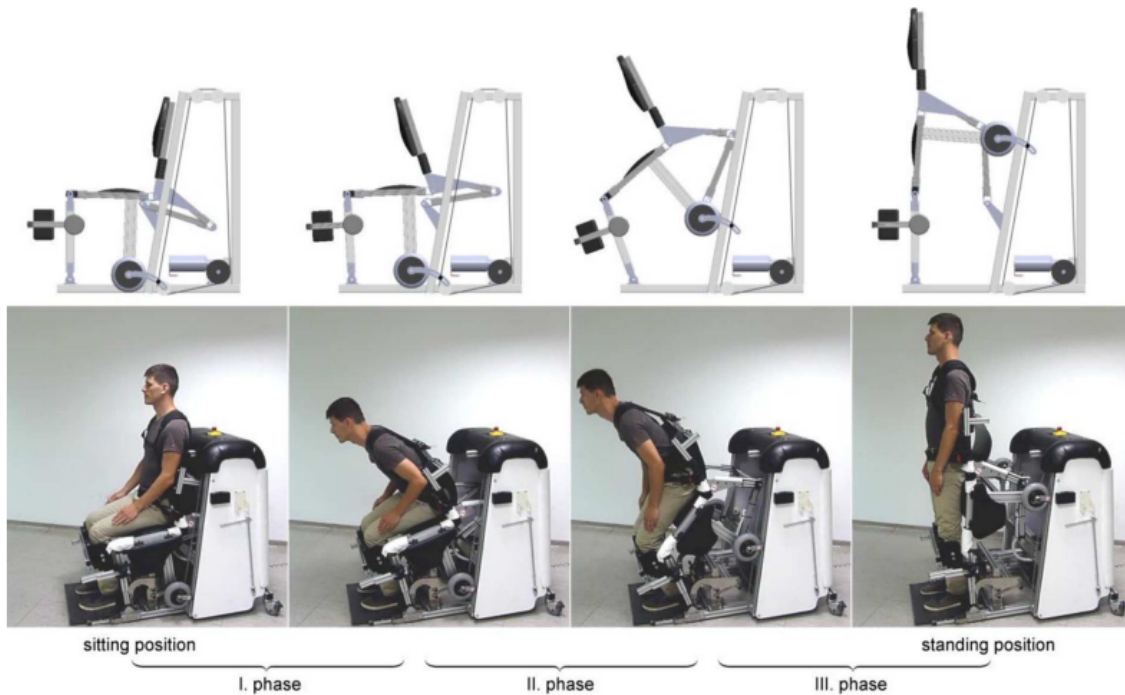 sitting position
standing position
I. phase
II. phase
III. phase